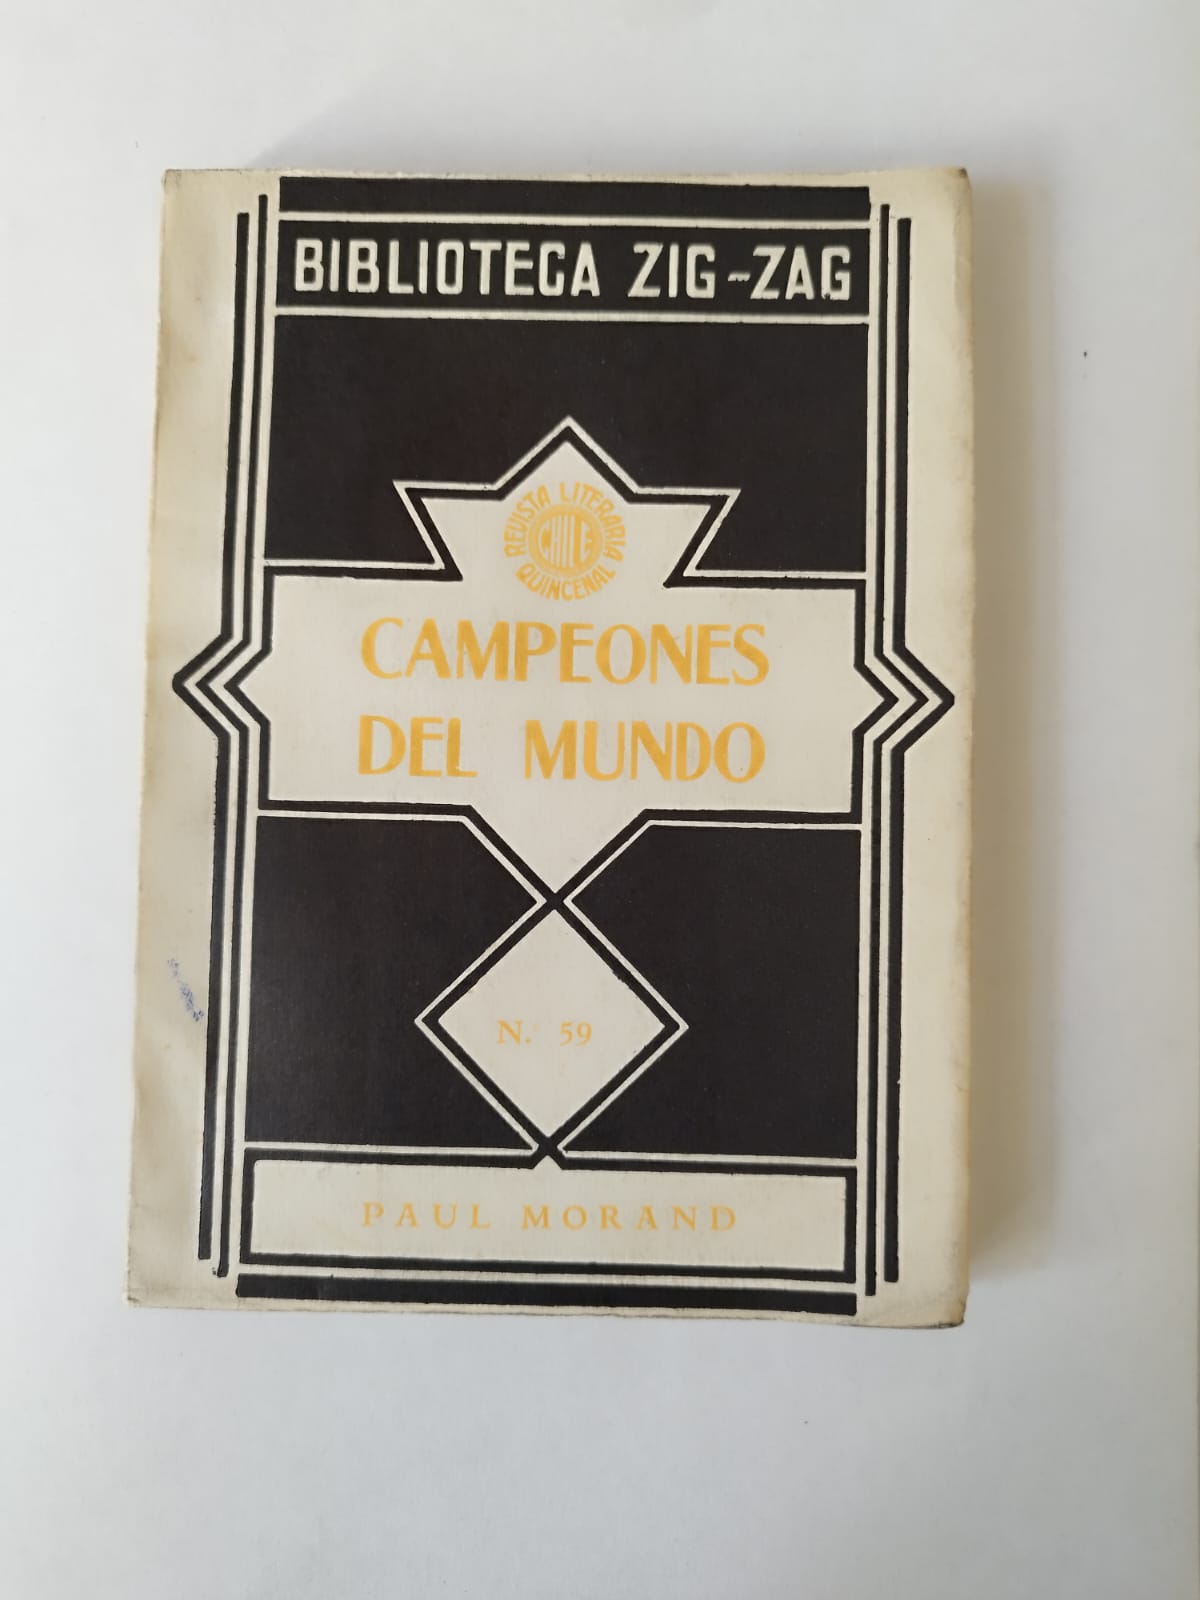 BIBLIOTECA ZIG-ZAG
REVISTA LITERARIA
CHILE
QUINCENAL
CAMPEONES
DEL MUNDO
N. 59
PAUL MORAND